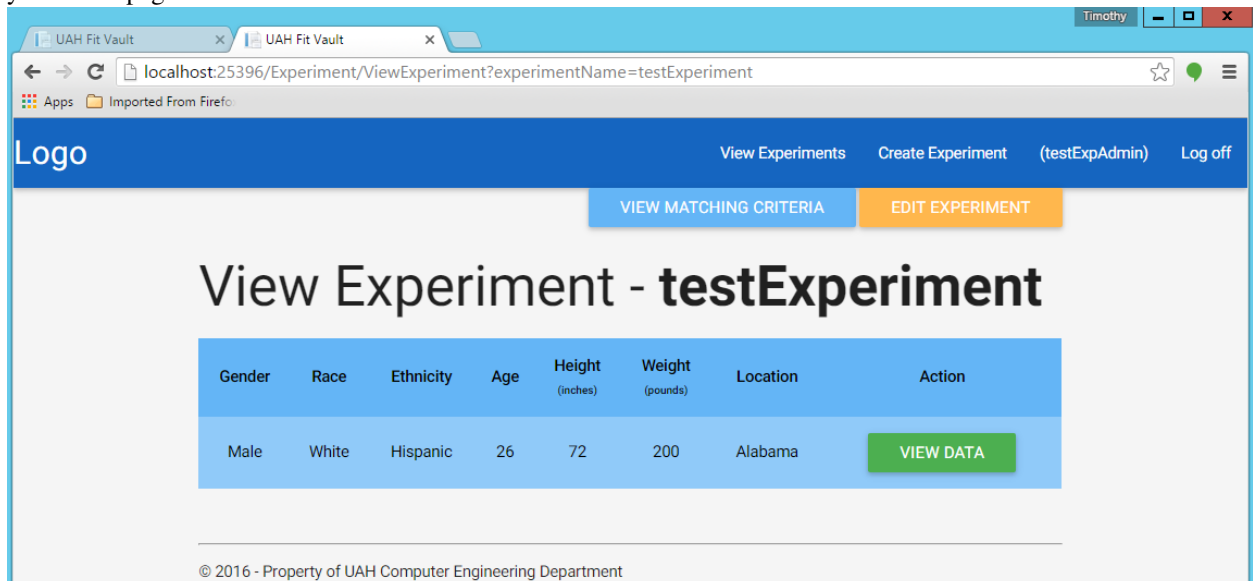 Timothy
UAH Fit Vault
UAH Fit Vault
localhost:25396/Experiment/ViewExperiment?experimentName=testExperiment
Apps Imported From Firefo
Logo View Experiments Create Experiment (testExpAdmin) Log off
VIEW MATCHING CRITERIA EDIT EXPERIMENT
View Experiment - testExperiment
Gender Race Ethnicity Age Height (inches) Weight (pounds) Location Action
Male White Hispanic 26 72 200 Alabama VIEW DATA
© 2016 - Property of UAH Computer Engineering Department